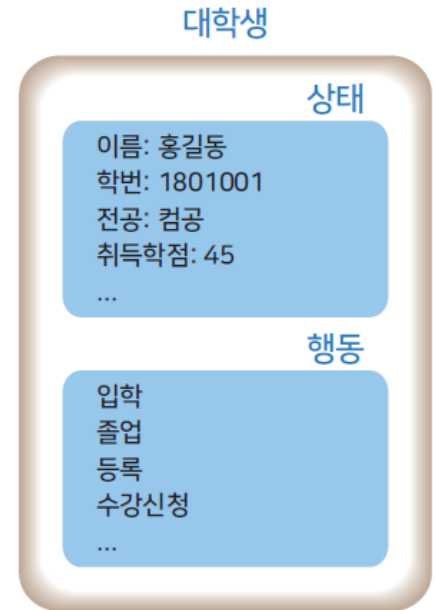 대학생
상태
이름: 홍길동
학번: 1801001
전공: 컴공
취득학점: 45
...
행동
입학
졸업
등록
수강신청
...